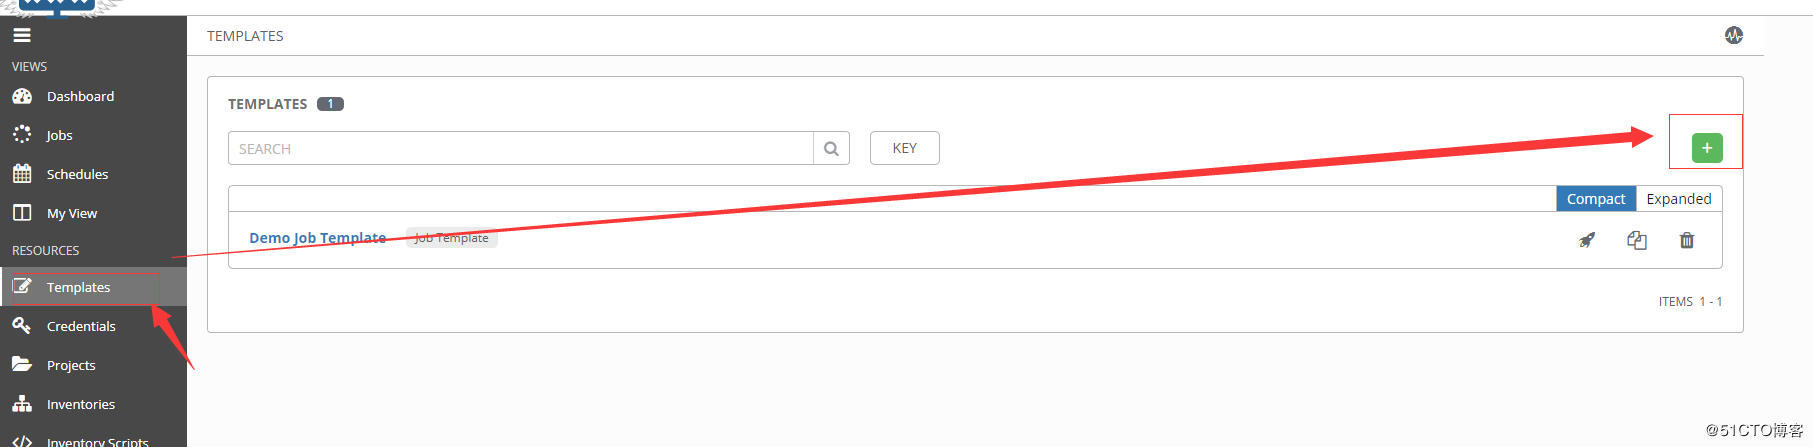 TEMPLATES
VIEWS
Dashboard
Jobs
Schedules
My View
RESOURCES
Templates
Credentials
Projects
Inventories
Inventory Scripts
TEMPLATES 1
SEARCH
KEY
+
Compact Expanded
Demo Job Template Job Template
ITEMS 1 - 1
@51CTO博客